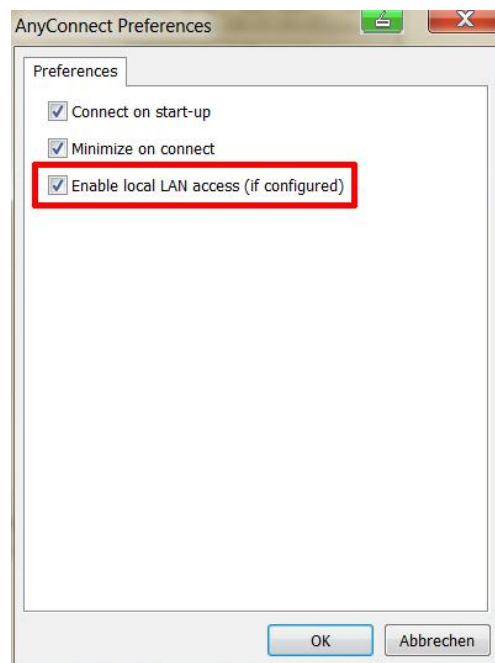 AnyConnect Preferences
Preferences
Connect on start-up
Minimize on connect
Enable local LAN access (if configured)
OK
Abbrechen